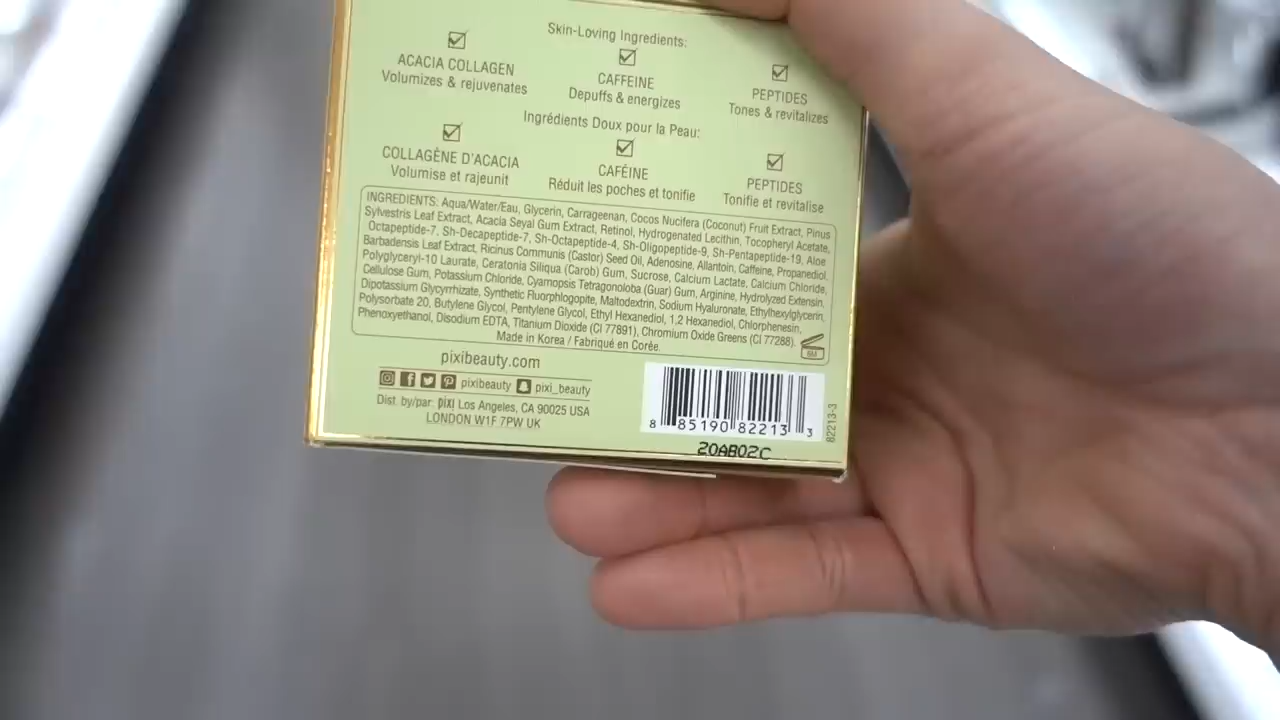 Skin-Loving Ingredients:
ACACIA COLLAGEN
Volumizes & rejuvenates
CAFFEINE
Depuffs & energizes
PEPTIDES
Tones & revitalizes
Ingrédients Doux pour la Peau:
COLLAGÈNE D'ACACIA
Volumise et rajeunit
CAFÉINE
Réduit les poches et tonifie
PEPTIDES
Tonifie et revitalise
INGREDIENTS: Aqua/Water/Eau, Glycerin, Carrageenan, Cocos Nucifera (Coconut) Fruit Extract, Pinus
Sylvestris Leaf Extract, Acacia Seyal Gum Extract, Retinol, Hydrogenated Lecithin, Tocopheryl Acetate,
Octapeptide-7, Sh-Decapeptide-7, Sh-Octapeptide-4, Sh-Oligopeptide-9, Sh-Pentapeptide-19, Aloe
Barbadensis Leaf Extract, Ricinus Communis (Castor) Seed Oil, Adenosine, Allantoin, Caffeine, Propanediol,
Polyglyceryl-10 Laurate, Ceratonia Siliqua (Carob) Gum, Sucrose, Calcium Lactate, Calcium Chloride,
Cellulose Gum, Potassium Chloride, Cyamopsis Tetragonoloba (Guar) Gum, Arginine, Hydrolyzed Extensin,
Dipotassium Glycyrrhizate, Synthetic Fluorphlogopite, Maltodextrin, Sodium Hyaluronate, Ethylhexylglycerin,
Polysorbate 20, Butylene Glycol, Pentylene Glycol, Ethyl Hexanediol, 1,2 Hexanediol, Chlorphenesin,
Phenoxyethanol, Disodium EDTA, Titanium Dioxide (CI 77891), Chromium Oxide Greens (CI 77288).
Made in Korea / Fabriqué en Corée.
6M
pixibeauty.com
pixibeauty pixi_beauty
Dist. by/par: pixi Los Angeles, CA 90025 USA
LONDON W1F 7PW UK
8 85190 82213 3
82213-3
20AB02C